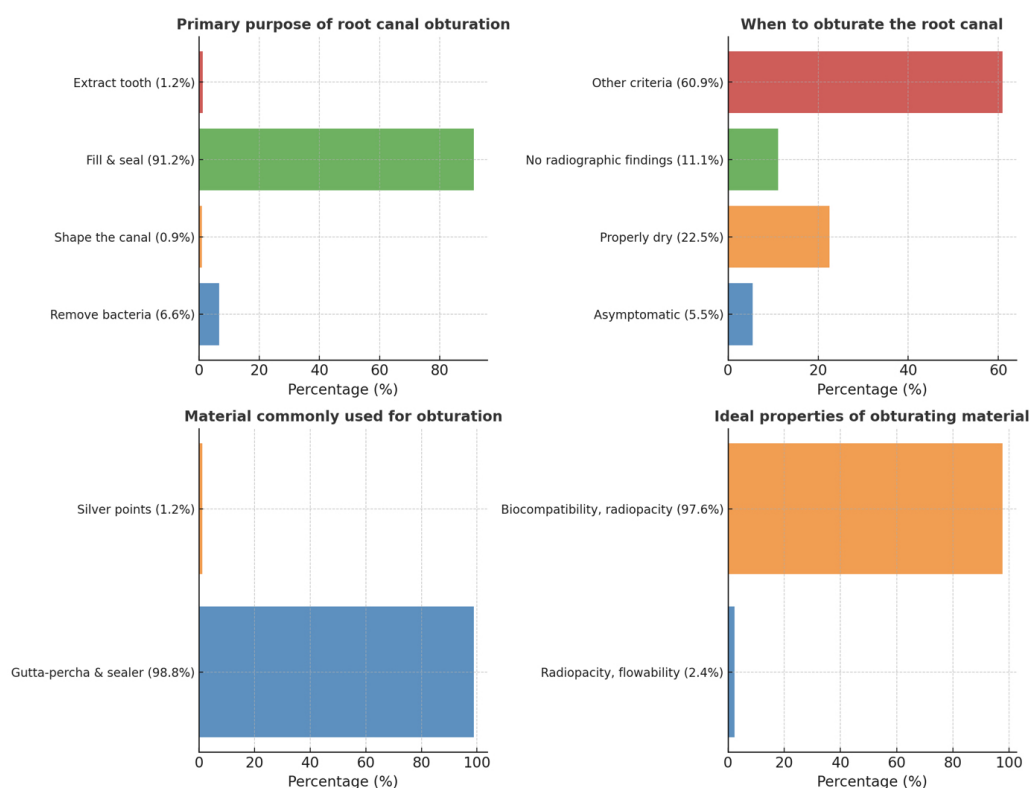 Primary purpose of root canal obturation
Extract tooth (1.2%)
Fill & seal (91.2%)
Shape the canal (0.9%)
Remove bacteria (6.6%)
0 20 40 60 80
Percentage (%)
When to obturate the root canal
Other criteria (60.9%)
No radiographic findings (11.1%)
Properly dry (22.5%)
Asymptomatic (5.5%)
0 20 40 60
Percentage (%)
Material commonly used for obturation
Silver points (1.2%)
Gutta-percha & sealer (98.8%)
0 20 40 60 80 100
Percentage (%)
Ideal properties of obturating material
Biocompatibility, radiopacity (97.6%)
Radiopacity, flowability (2.4%)
0 20 40 60 80 100
Percentage (%)